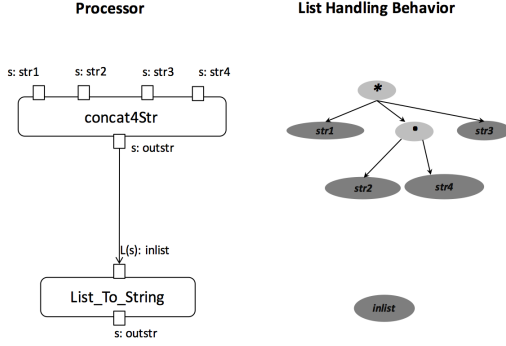 Processor
List Handling Behavior
s: str1
s: str2
s: str3
s: str4
concat4Str
s: outstr
L(s): inlist
List_To_String
s: outstr
*
str1
.
str3
str2
str4
inlist